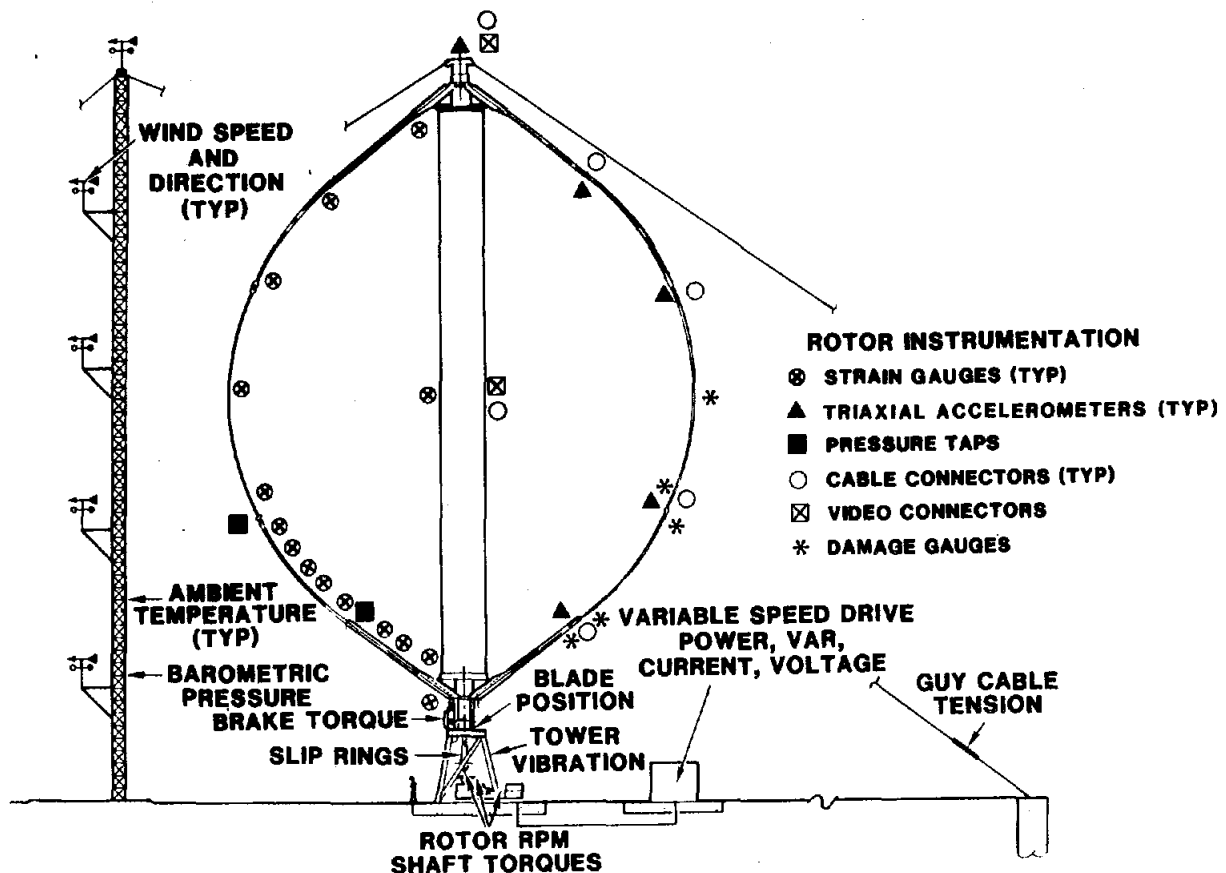 WIND SPEED
AND
DIRECTION
(TYP)
ROTOR INSTRUMENTATION
STRAIN GAUGES (TYP)
TRIAXIAL ACCELEROMETERS (TYP)
PRESSURE TAPS
CABLE CONNECTORS (TYP)
VIDEO CONNECTORS
DAMAGE GAUGES
AMBIENT
TEMPERATURE
(TYP)
BAROMETRIC
PRESSURE
BRAKE TORQUE
SLIP RINGS
BLADE
POSITION
TOWER
VIBRATION
VARIABLE SPEED DRIVE
POWER, VAR,
CURRENT, VOLTAGE
GUY CABLE
TENSION
ROTOR RPM
SHAFT TORQUES